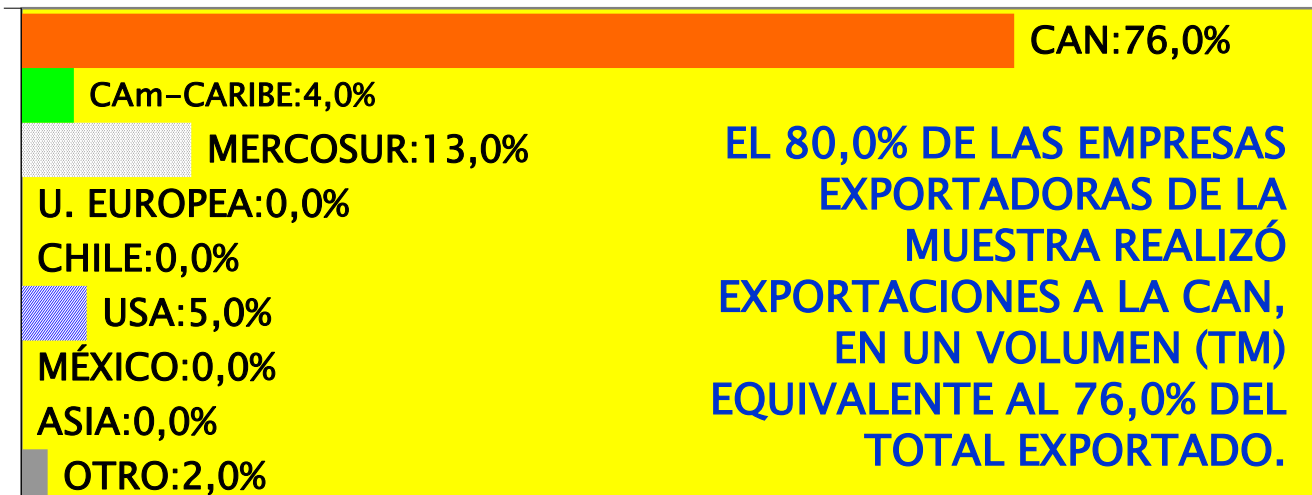 CAN:76,0%
CAm-CARIBE:4,0%
MERCOSUR:13,0%
U. EUROPEA:0,0%
CHILE:0,0%
USA:5,0%
MÉXICO:0,0%
ASIA:0,0%
OTRO:2,0%
EL 80,0% DE LAS EMPRESAS
EXPORTADORAS DE LA
MUESTRA REALIZÓ
EXPORTACIONES A LA CAN,
EN UN VOLUMEN (TM)
EQUIVALENTE AL 76,0% DEL
TOTAL EXPORTADO.